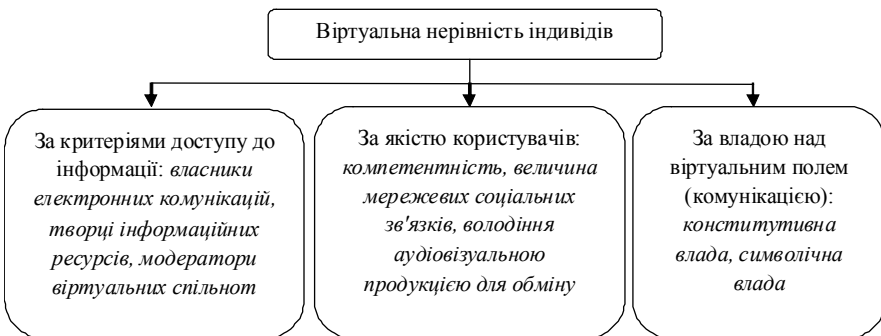 Віртуальна нерівність індивідів
За критеріями доступу до
інформації: власники
електронних комунікацій,
творці інформаційних
ресурсів, модератори
віртуальних спільнот
За якістю користувачів:
компетентність, величина
мережевих соціальних
зв'язків, володіння
аудіовізуальною
продукцією для обміну
За владою над
віртуальним полем
(комунікацією):
конститутивна
влада, символічна
влада